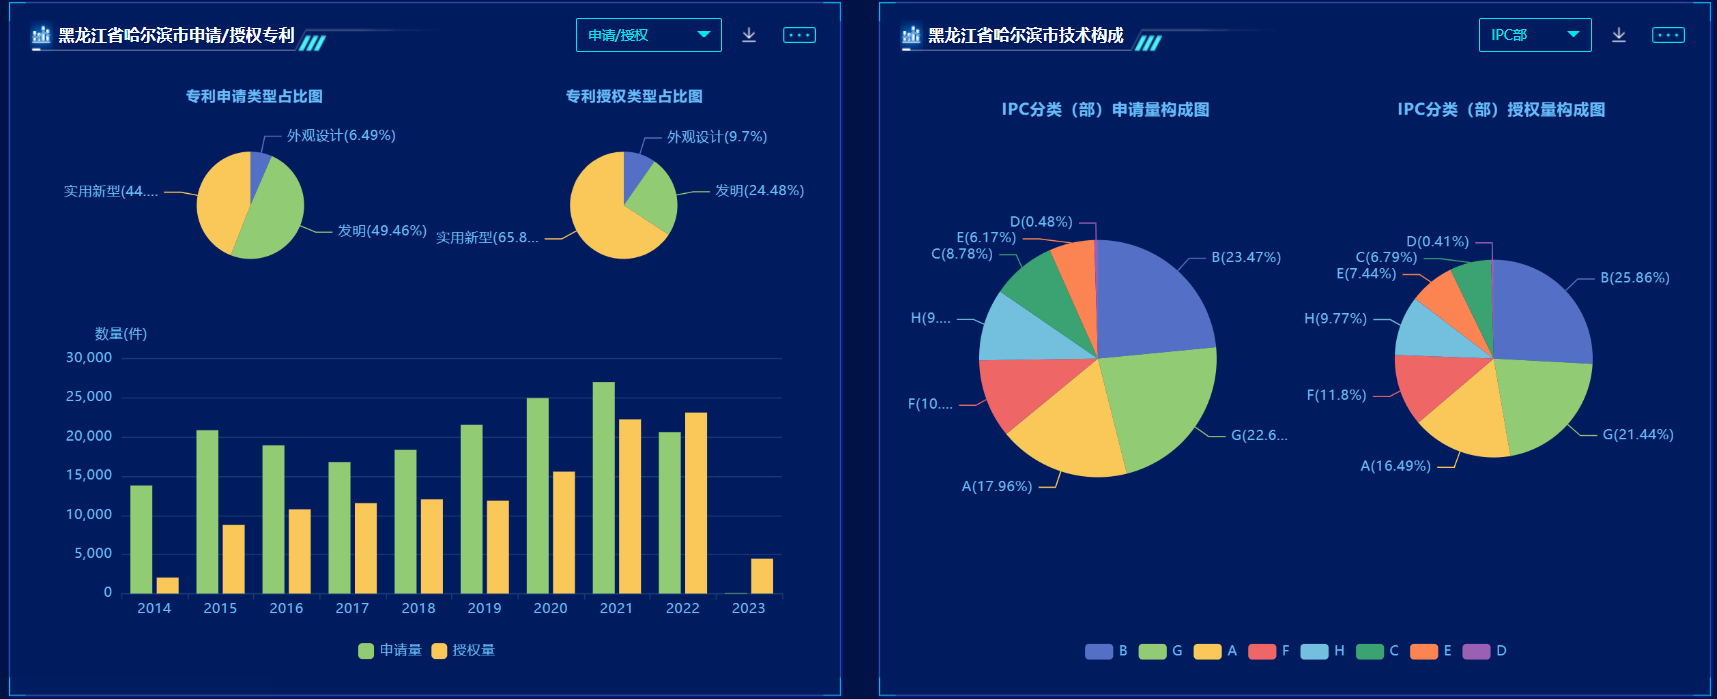 黑龙江省哈尔滨市申请/授权专利
申请/授权
专利申请类型占比图
专利授权类型占比图
外观设计(6.49%)
实用新型(44....
发明(49.46%)
外观设计(9.7%)
发明(24.48%)
实用新型(65.8...
数量(件)
30,000
25,000
20,000
15,000
10,000
5,000
0
2014 2015 2016 2017 2018 2019 2020 2021 2022 2023
申请量 授权量
黑龙江省哈尔滨市技术构成
IPC部
IPC分类（部）申请量构成图
IPC分类（部）授权量构成图
D(0.48%)
E(6.17%)
C(8.78%)
B(23.47%)
H(9....
F(10....
G(22.6...
A(17.96%)
D(0.41%)
C(6.79%)
E(7.44%)
B(25.86%)
H(9.77%)
F(11.8%)
G(21.44%)
A(16.49%)
B G A F H C E D